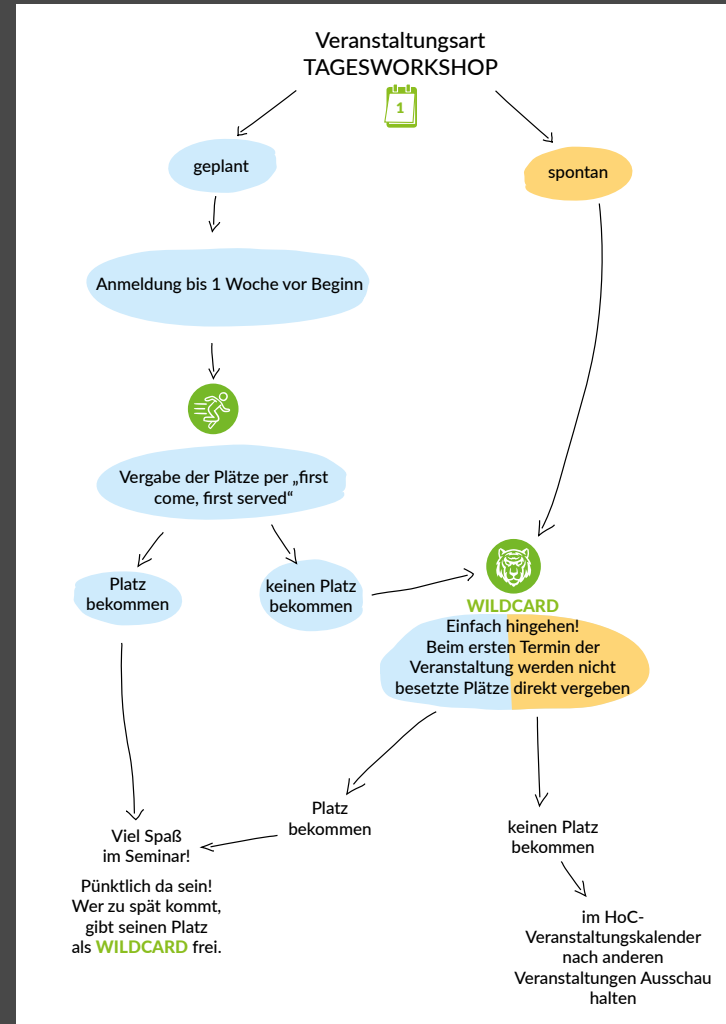 Veranstaltungsart
TAGESWORKSHOP
1
geplant
spontan
Anmeldung bis 1 Woche vor Beginn
Vergabe der Plätze per „first
come, first served“
Platz
bekommen
keinen Platz
bekommen
WILDCARD
Einfach hingehen!
Beim ersten Termin der
Veranstaltung werden nicht
besetzte Plätze direkt vergeben
Platz
bekommen
keinen Platz
bekommen
Viel Spaß
im Seminar!
Pünktlich da sein!
Wer zu spät kommt,
gibt seinen Platz
als WILDCARD frei.
im HoC-
Veranstaltungskalender
nach anderen
Veranstaltungen Ausschau
halten